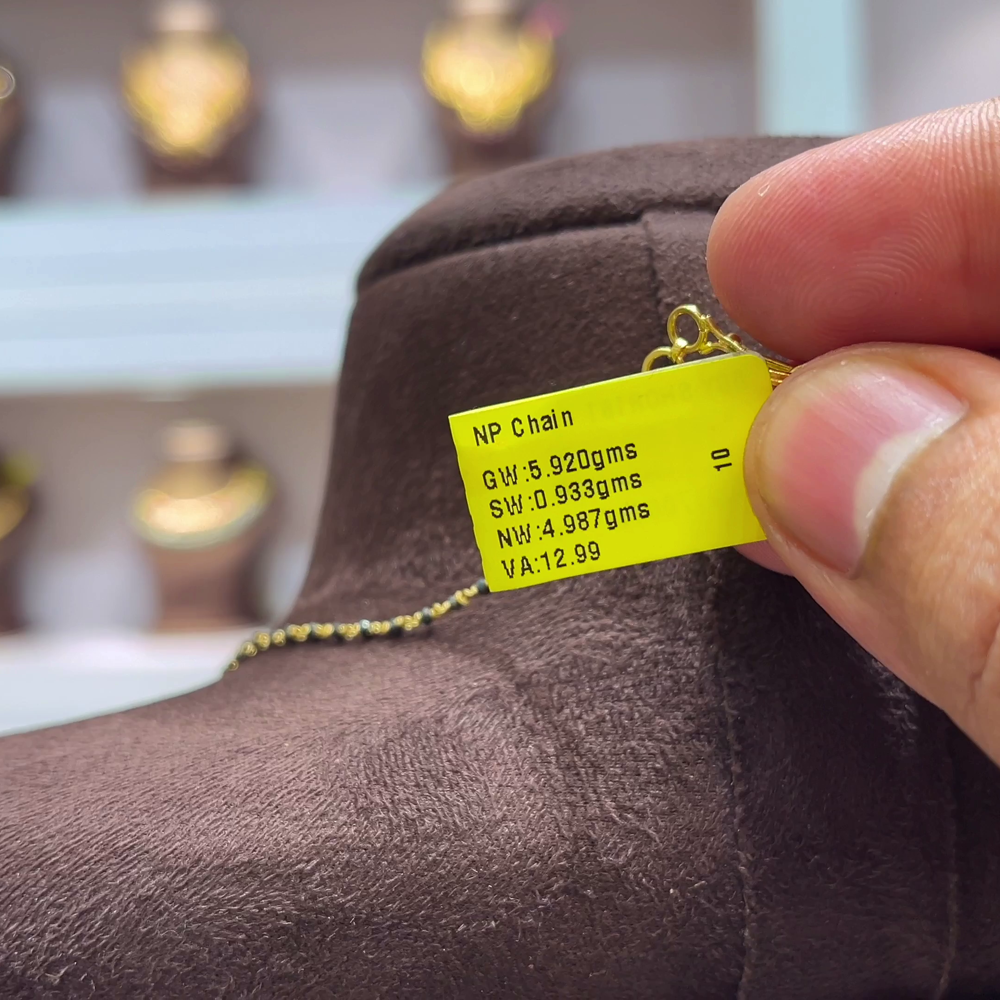 NP Chain
GW:5.920gms
SW:0.933gms
NW:4.987gms
VA:12.99
10